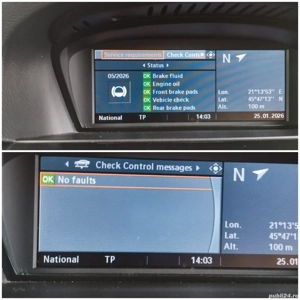 Service requirements Check Control
Status
05/2026
OK Brake fluid
OK Engine oil
OK Front brake pads
OK Vehicle check
OK Rear brake pads
National TP 14:03
N
Lon. 21°13'53" E
Lat. 45°47'13" N
Alt. 100 m
25.01.2026
Check Control messages
OK No faults
National TP 14:03
N
Lon. 21°13'5
Lat. 45°47'1
Alt. 100 m
25.01
publi24.ro